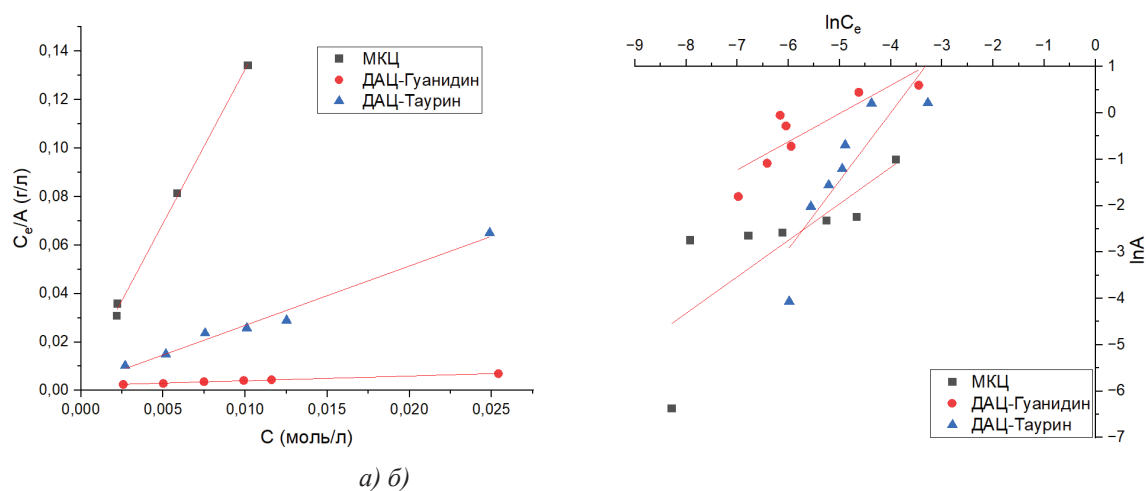 0,14
0,12
0,10
0,08
0,06
0,04
0,02
0,00
C_e/A (г/л)
МКЦ
ДАЦ-Гуанидин
ДАЦ-Таурин
0,000 0,005 0,010 0,015 0,020 0,025
C (моль/л)
lnC_e
−9 −8 −7 −6 −5 −4 −3 −2 −1 0
1
0
−1
−2
−3
−4
−5
−6
−7
lnA
МКЦ
ДАЦ-Гуанидин
ДАЦ-Таурин
а) б)